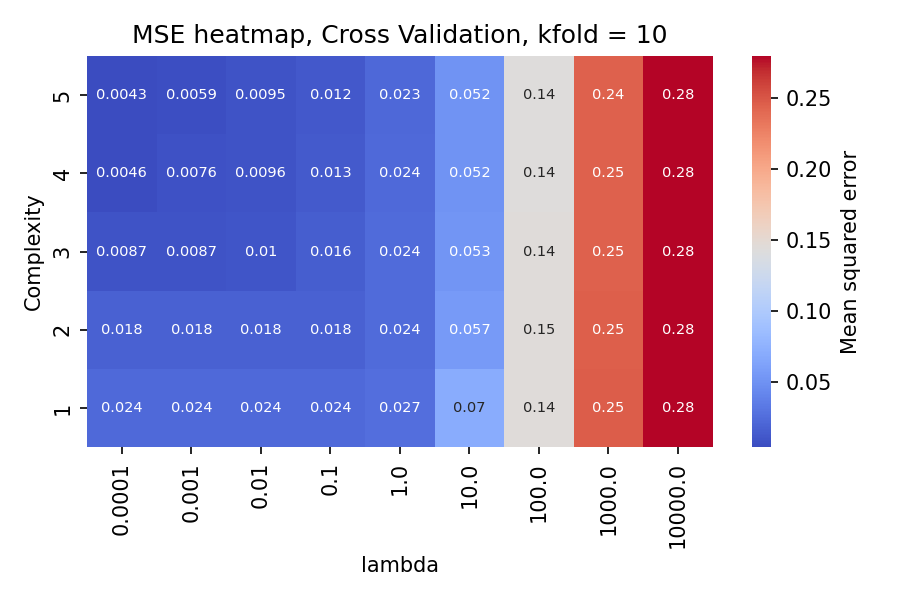 MSE heatmap, Cross Validation, kfold = 10
Complexity
5 0.0043 0.0059 0.0095 0.012 0.023 0.052 0.14 0.24 0.28
4 0.0046 0.0076 0.0096 0.013 0.024 0.052 0.14 0.25 0.28
3 0.0087 0.0087 0.01 0.016 0.024 0.053 0.14 0.25 0.28
2 0.018 0.018 0.018 0.018 0.024 0.057 0.15 0.25 0.28
1 0.024 0.024 0.024 0.024 0.027 0.07 0.14 0.25 0.28
0.0001 0.001 0.01 0.1 1.0 10.0 100.0 1000.0 10000.0
lambda
0.25
0.20
0.15
0.10
0.05
Mean squared error